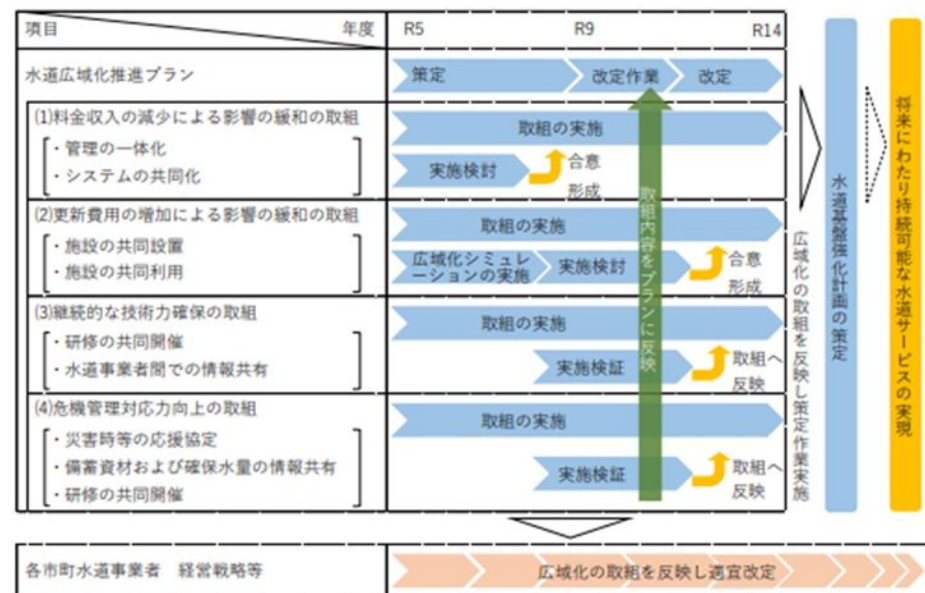 項目 年度 R5 R9 R14
水道広域化推進プラン 策定 改定作業 改定
(1)料金収入の減少による影響の緩和の取組
・管理の一体化
・システムの共同化
取組の実施
実施検討 合意
形成
(2)更新費用の増加による影響の緩和の取組
・施設の共同設置
・施設の共同利用
取組の実施
広域化シミュレ
ーションの実施
実施検討
合意
形成
(3)継続的な技術力確保の取組
・研修の共同開催
・水道事業者間での情報共有
取組の実施
実施検証
取組へ
反映
(4)危機管理対応力向上の取組
・災害時等の応援協定
・備蓄資材および確保水量の情報共有
・研修の共同開催
取組の実施
実施検証
取組へ
反映
取組内容をプランに反映
広域化の取組を反映し策定作業実施
水道基盤強化計画の策定
将来にわたり持続可能な水道サービスの実現
各市町水道事業者 経営戦略等 広域化の取組を反映し適宜改定